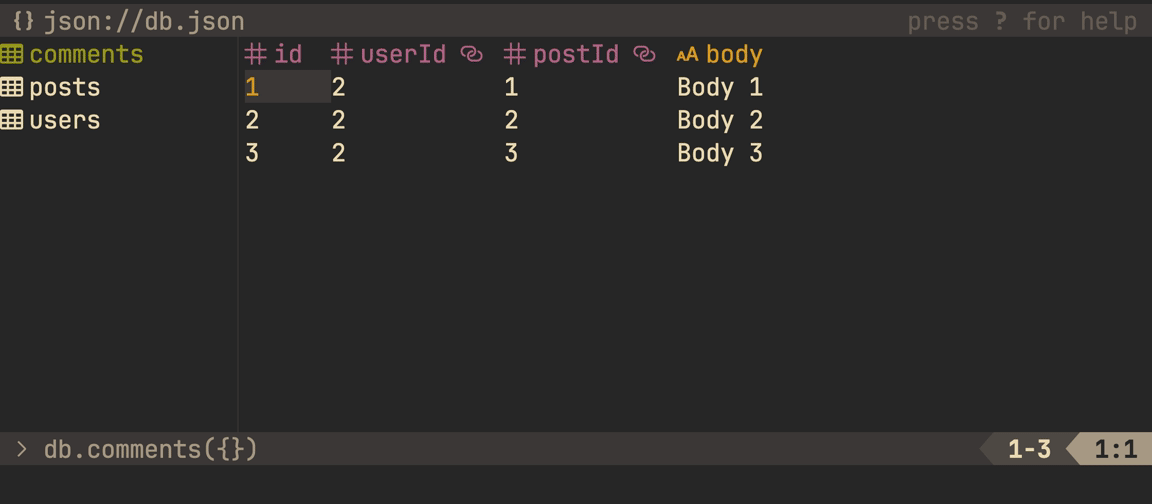 {} json://db.json press ? for help
comments # id # userId # postId AA body
posts 1 2 1 Body 1
users 2 2 2 Body 2
3 2 3 Body 3
> db.comments({}) 1-3 1:1